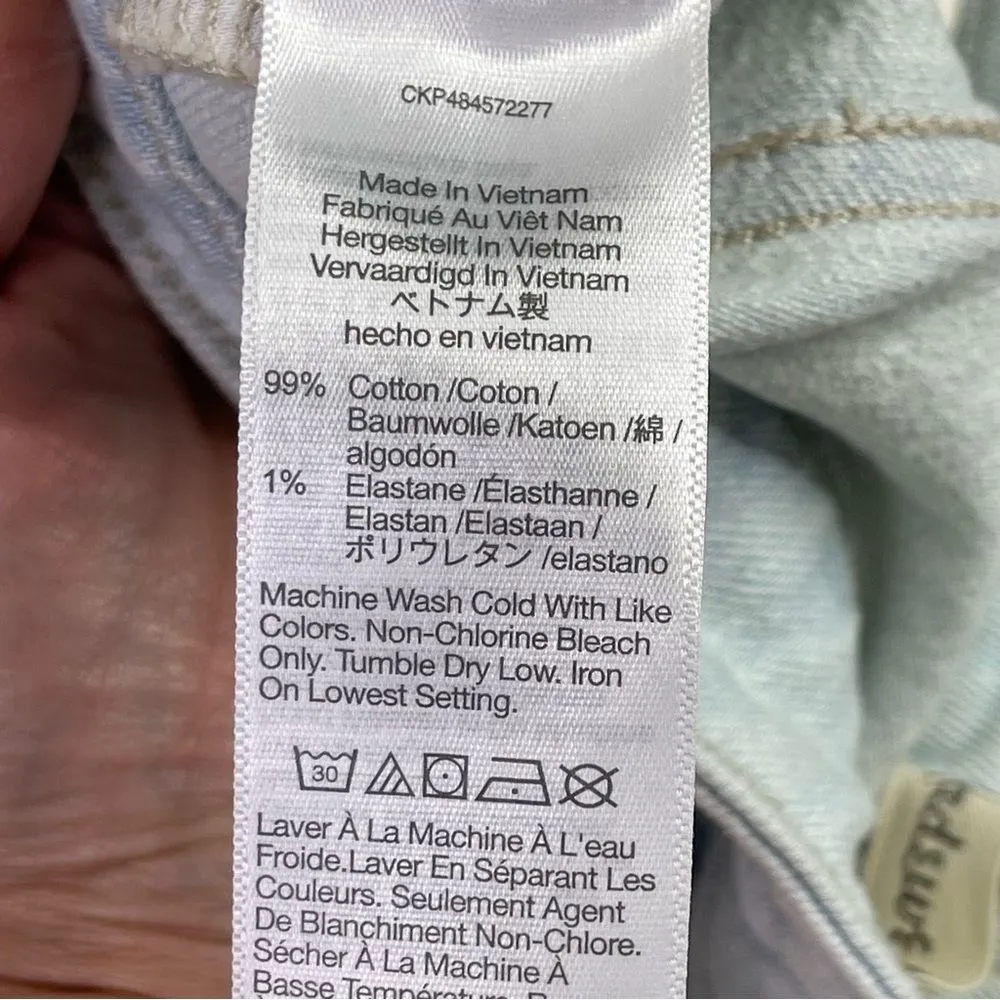 CKP484572277
Made In Vietnam
Fabriqué Au Viêt Nam
Hergestellt In Vietnam
Vervaardigd In Vietnam
ベトナム製
hecho en vietnam
99% Cotton /Coton /
Baumwolle /Katoen /綿 /
algodón
1% Elastane /Élasthanne /
Elastan /Elastaan /
ポリウレタン /elastano
Machine Wash Cold With Like
Colors. Non-Chlorine Bleach
Only. Tumble Dry Low. Iron
On Lowest Setting.
30
Laver À La Machine À L'eau
Froide.Laver En Séparant Les
Couleurs. Seulement Agent
De Blanchiment Non-Chlore.
Sécher À La Machine À
Basse Température.